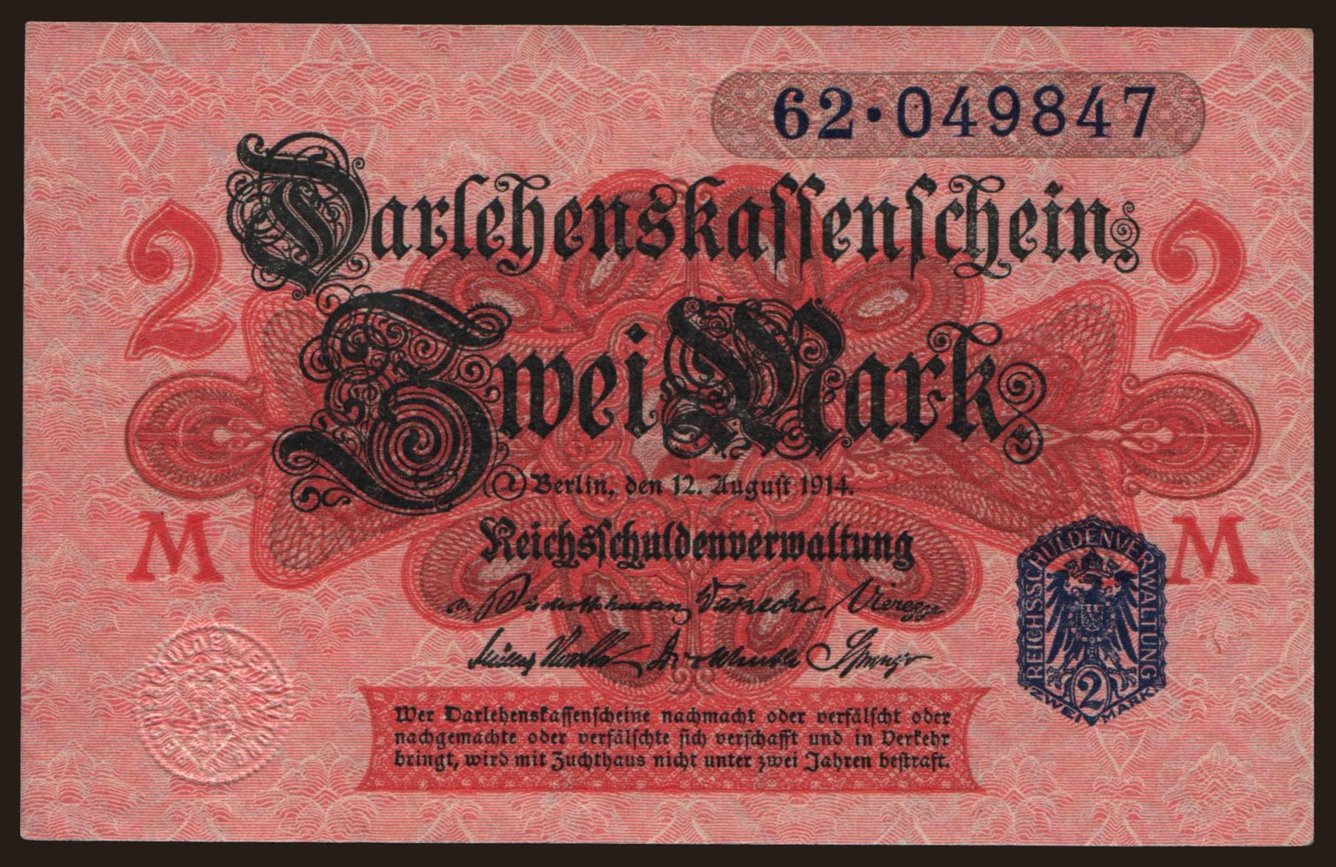 62·049847
Darlehenskassenschein
2 2
Zwei Mark
Berlin, den 12. August 1914.
Reichsschuldenverwaltung
M M
REICHSSCHULDENVERWALTUNG
2
ZWEI MARK
Wer Darlehenskassenscheine nachmacht oder verfälscht oder
nachgemachte oder verfälschte sich verschafft und in Verkehr
bringt, wird mit Zuchthaus nicht unter zwei Jahren bestraft.